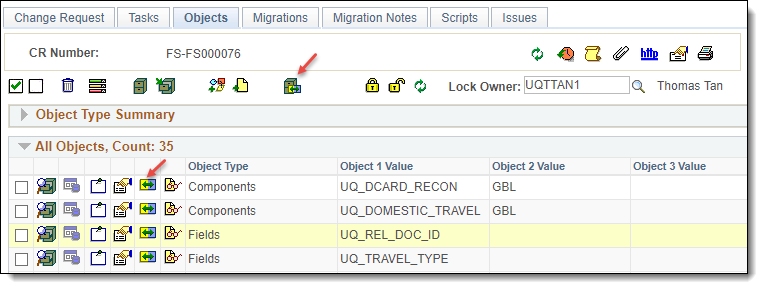 Change Request Tasks Objects Migrations Migration Notes Scripts Issues
CR Number: FS-FS000076 http
Lock Owner: UQTTAN1 Thomas Tan
Object Type Summary
All Objects, Count: 35
Object Type Object 1 Value Object 2 Value Object 3 Value
Components UQ_DCARD_RECON GBL
Components UQ_DOMESTIC_TRAVEL GBL
Fields UQ_REL_DOC_ID
Fields UQ_TRAVEL_TYPE